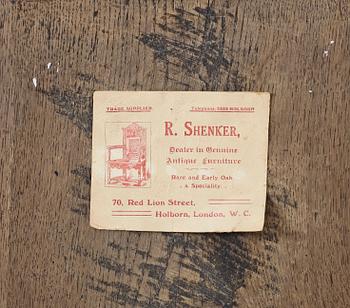 TRADE SUPPLIED.
Telephone:
R. SHENKER,
Dealer in Genuine
Antique Furniture
Rare and Early Oak
a Speciality.
70, Red Lion Street,
Holborn, London, W. C.